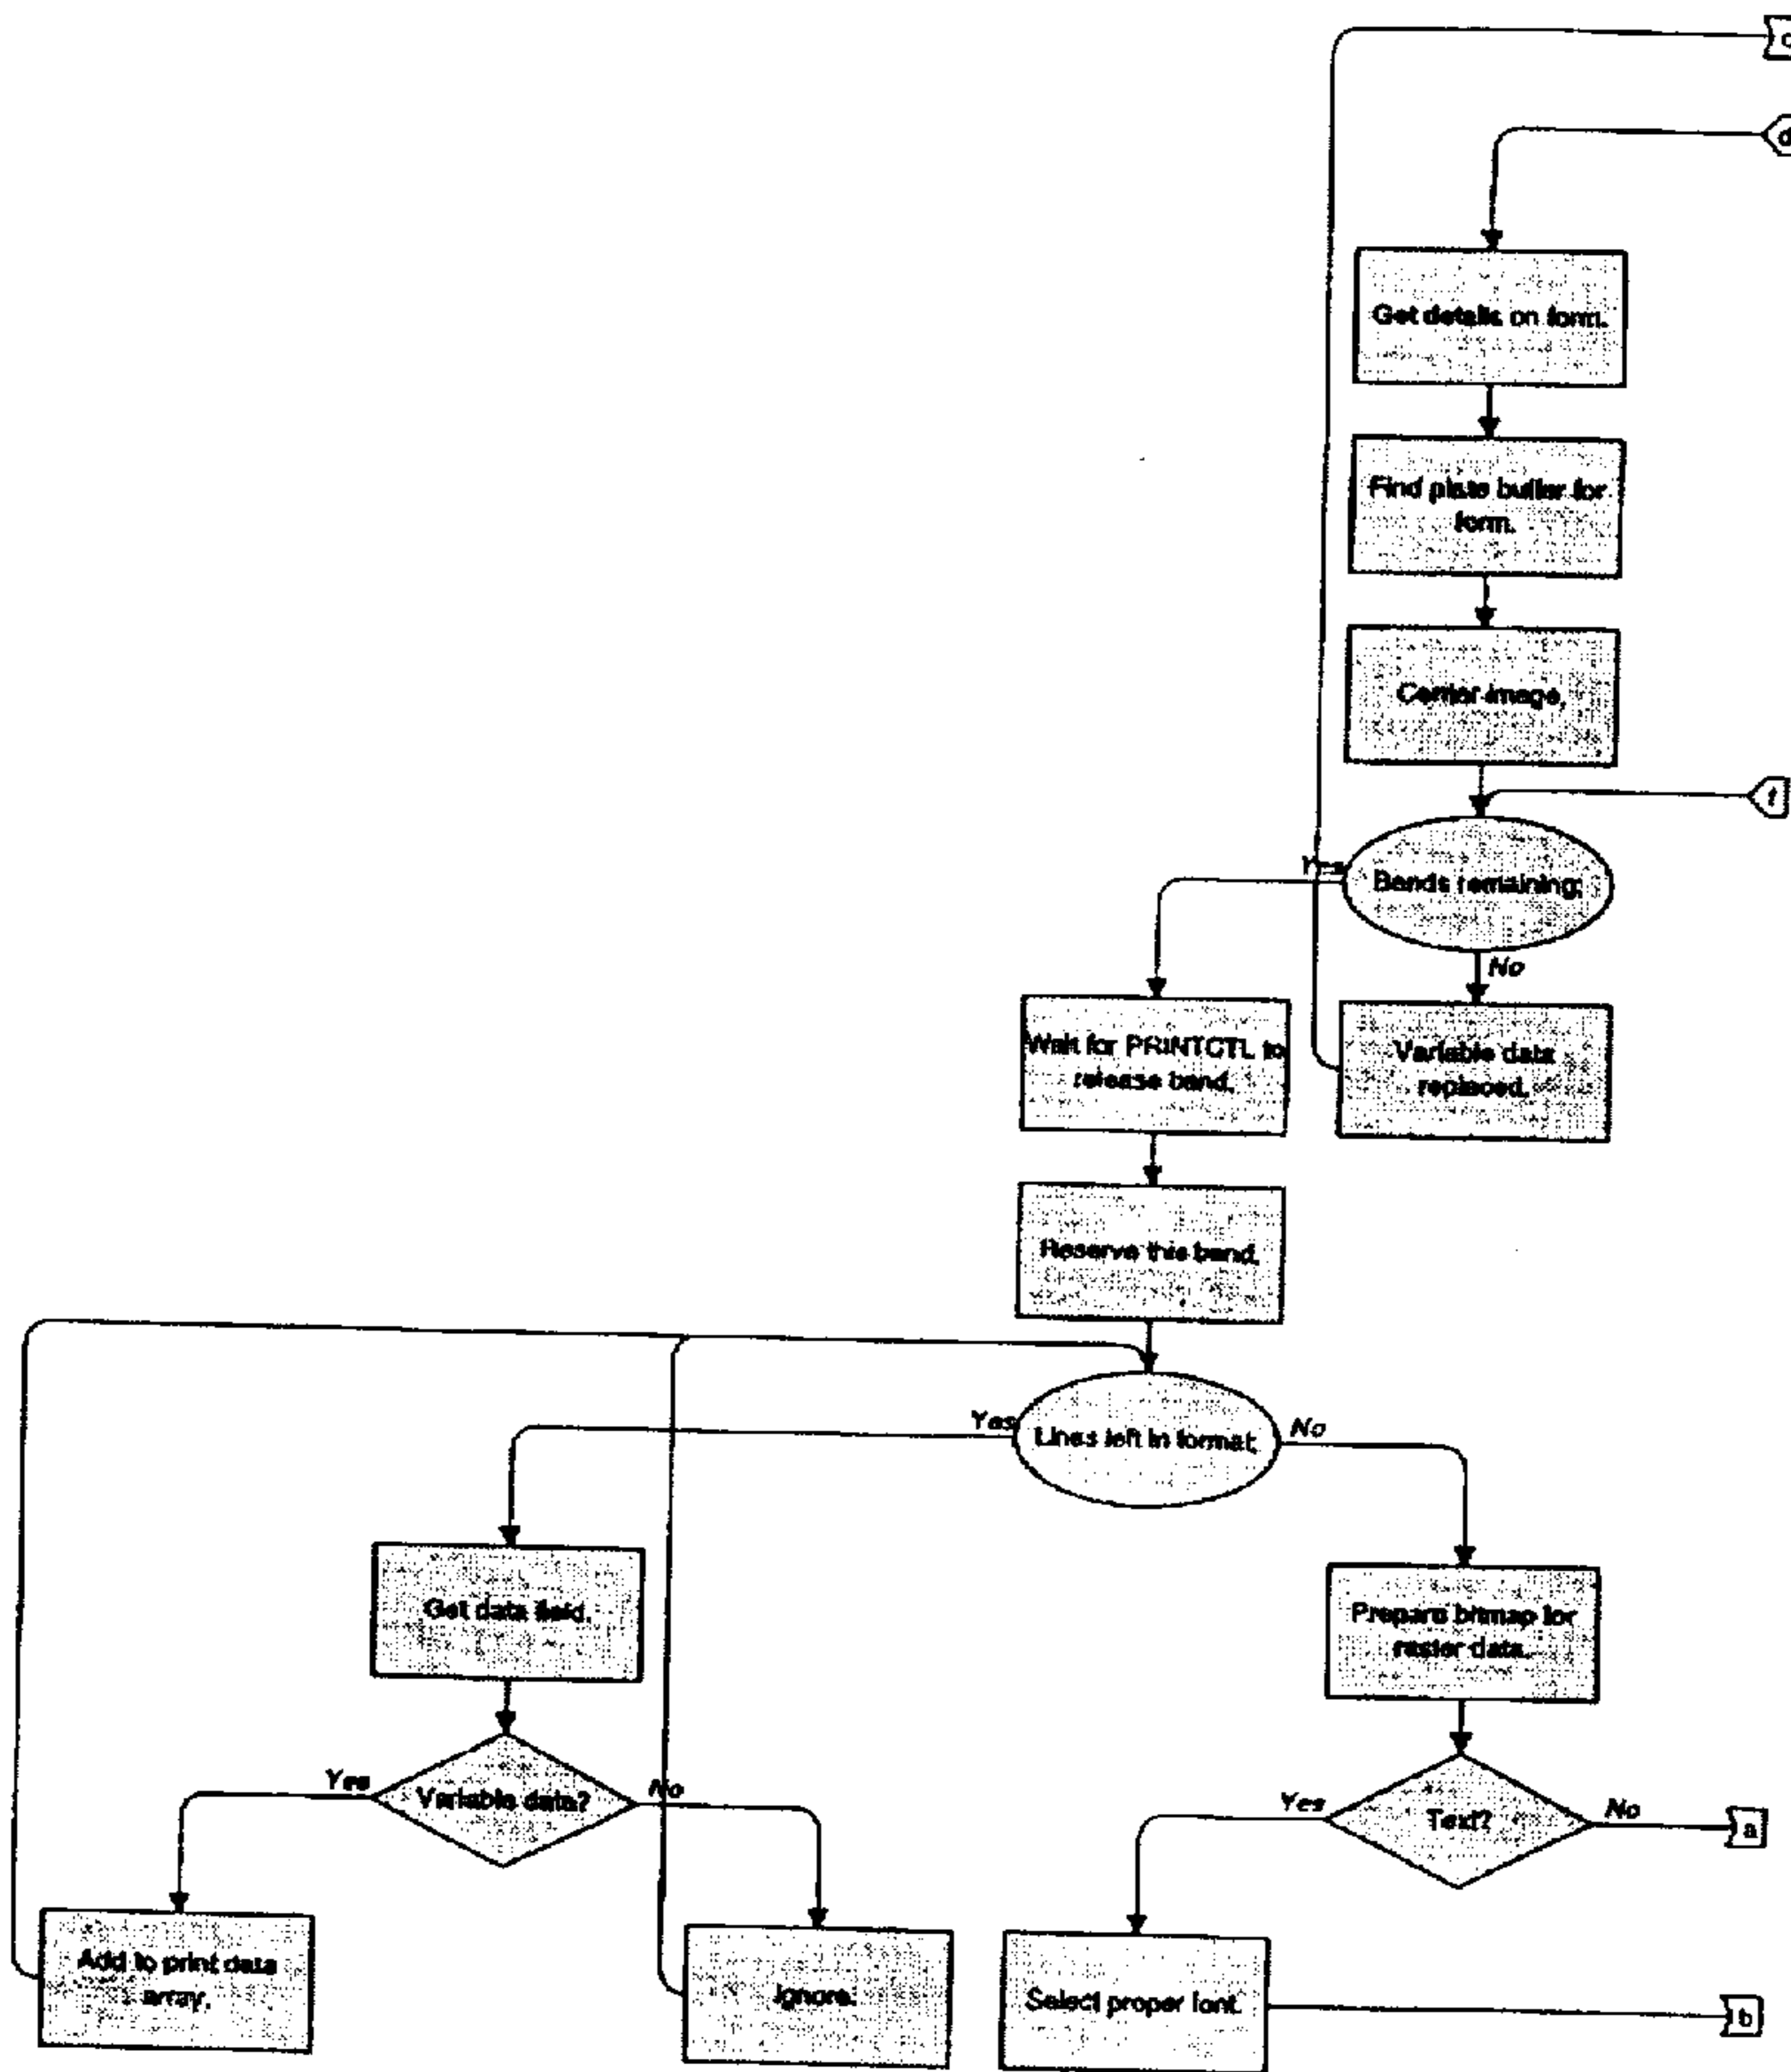 d
Get details on form.
Find plate buffer for
form.
Center image.
f
Yes
Bands remaining;
No
Wait for PRINTCTL to
release band.
Variable data
replaced.
Reserve this band.
Yes
Lines left in format;
No
Get data field.
Prepare bitmap for
raster data.
Yes
Variable data?
No
Yes
Text?
No
a
Add to print data
array.
Ignore.
Select proper font.
b